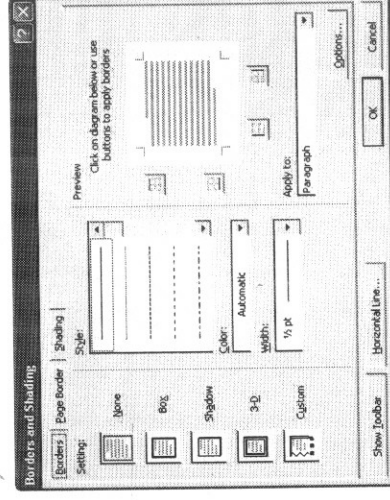 Borders and Shading
Borders
Page Border
Shading
Setting:
None
Box
Shadow
3-D
Custom
Style:
Color:
Automatic
Width:
½ pt
Preview
Click on diagram below or use
buttons to apply borders
Apply to:
Paragraph
Options...
Show Toolbar
Horizontal Line...
OK
Cancel